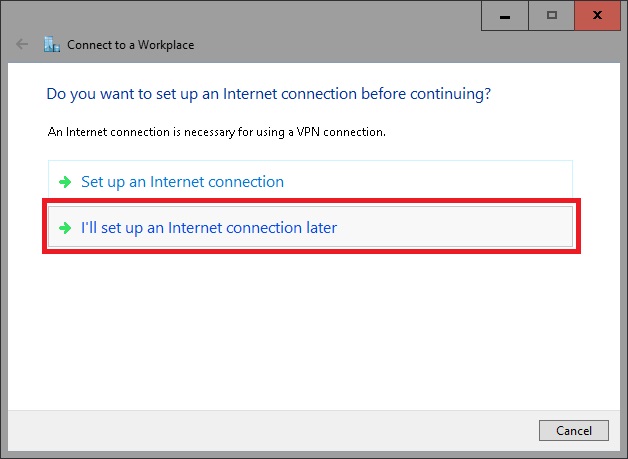 Connect to a Workplace
Do you want to set up an Internet connection before continuing?
An Internet connection is necessary for using a VPN connection.
Set up an Internet connection
I'll set up an Internet connection later
Cancel